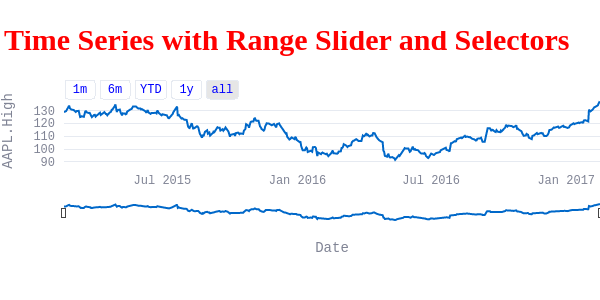 Time Series with Range Slider and Selectors
1m 6m YTD 1y all
AAPL.High
130
120
110
100
90
Jul 2015 Jan 2016 Jul 2016 Jan 2017
Date